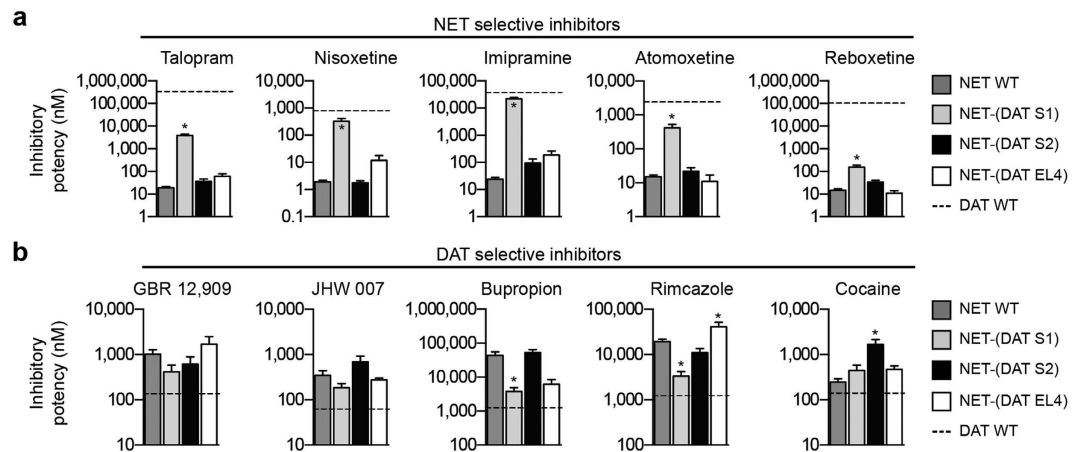 a
NET selective inhibitors
Talopram
Nisoxetine
Imipramine
Atomoxetine
Reboxetine
Inhibitory
potency (nM)
1,000,000
100,000
10,000
1,000
100
10
1
*
10,000
1,000
100
10
1
0.1
*
100,000
10,000
1,000
100
10
1
*
10,000
1,000
100
10
1
*
1,000,000
100,000
10,000
1,000
100
10
1
*
NET WT
NET-(DAT S1)
NET-(DAT S2)
NET-(DAT EL4)
DAT WT
b
DAT selective inhibitors
GBR 12,909
JHW 007
Bupropion
Rimcazole
Cocaine
Inhibitory
potency (nM)
10,000
1,000
100
10
10,000
1,000
100
10
100,000
10,000
1,000
100
*
100,000
10,000
1,000
100
*
*
10,000
1,000
100
10
*
NET WT
NET-(DAT S1)
NET-(DAT S2)
NET-(DAT EL4)
DAT WT